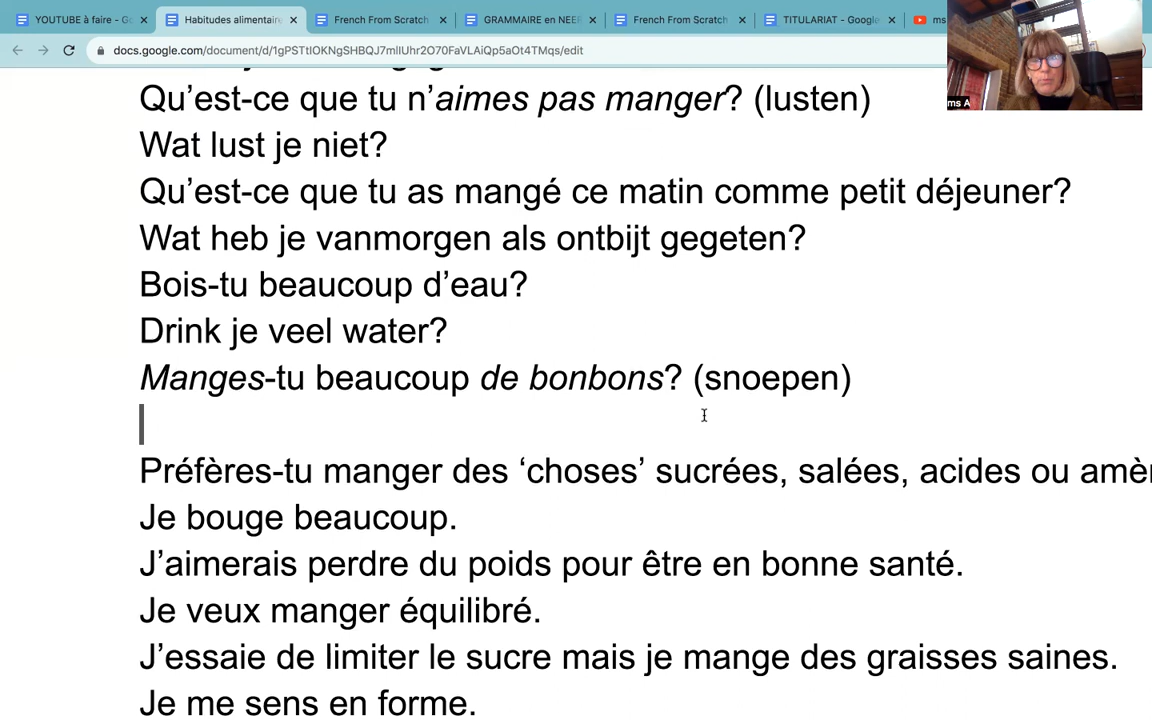 YOUTUBE à faire - G
Habitudes alimentaire
French From Scratch
GRAMMAIRE en NEER
French From Scratch
TITULARIAT - Google
ms
docs.google.com/document/d/1gPSTtIOKNgSHBQJ7mlIUhr2O70FaVLAiQp5aOt4TMqs/edit
ms A
Qu’est-ce que tu n’aimes pas manger? (lusten)
Wat lust je niet?
Qu’est-ce que tu as mangé ce matin comme petit déjeuner?
Wat heb je vanmorgen als ontbijt gegeten?
Bois-tu beaucoup d’eau?
Drink je veel water?
Manges-tu beaucoup de bonbons? (snoepen)
Préfères-tu manger des ‘choses’ sucrées, salées, acides ou amèr
Je bouge beaucoup.
J’aimerais perdre du poids pour être en bonne santé.
Je veux manger équilibré.
J’essaie de limiter le sucre mais je mange des graisses saines.
Je me sens en forme.